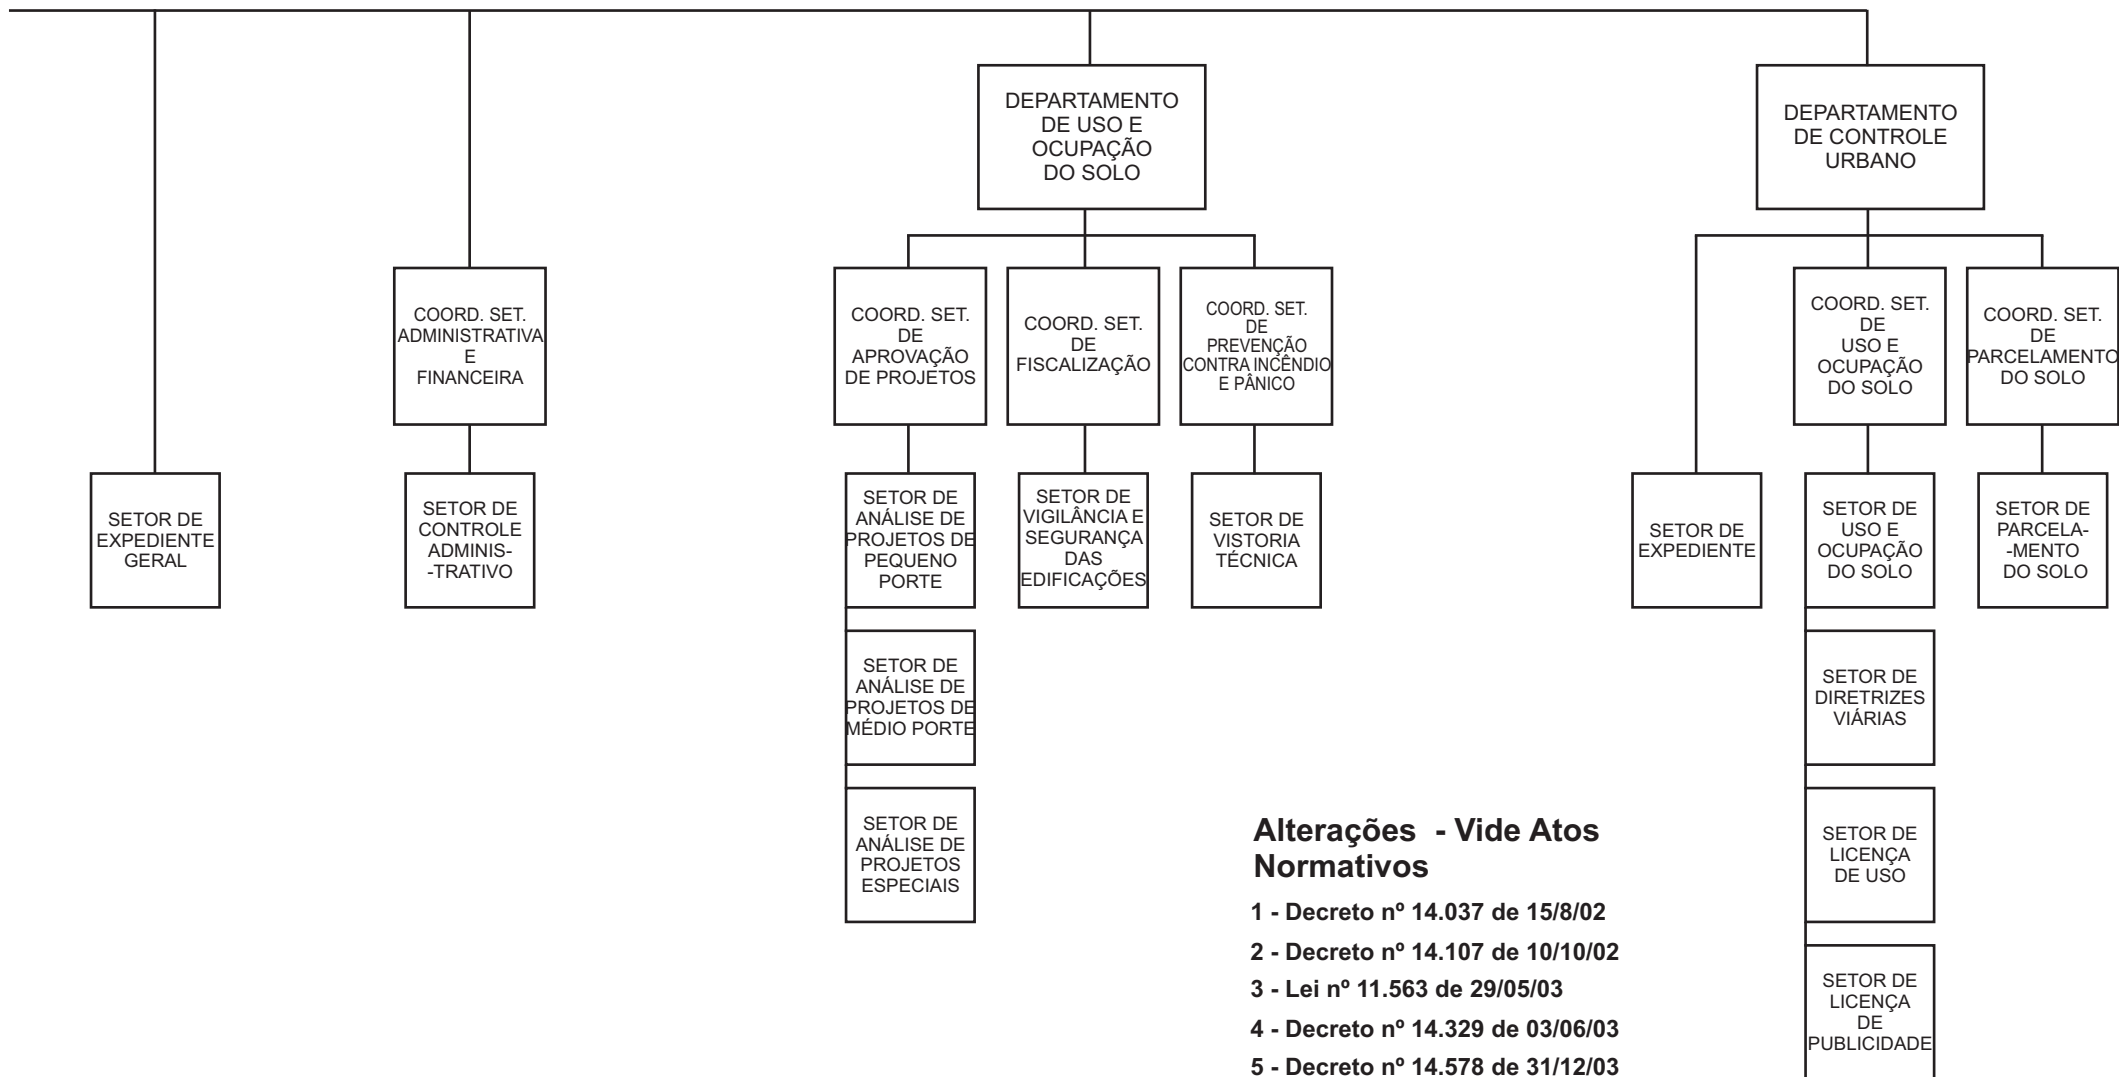 DEPARTAMENTO
DE USO E
OCUPAÇÃO
DO SOLO
DEPARTAMENTO
DE CONTROLE
URBANO
COORD. SET.
ADMINISTRATIVA
E
FINANCEIRA
COORD. SET.
DE
APROVAÇÃO
DE PROJETOS
COORD. SET.
DE
FISCALIZAÇÃO
COORD. SET.
DE
PREVENÇÃO
CONTRA INCÊNDIO
E PÂNICO
COORD. SET.
DE
USO E
OCUPAÇÃO
DO SOLO
COORD. SET.
DE
PARCELAMENTO
DO SOLO
SETOR DE
EXPEDIENTE
GERAL
SETOR DE
CONTROLE
ADMINIS-
-TRATIVO
SETOR DE
ANÁLISE DE
PROJETOS DE
PEQUENO
PORTE
SETOR DE
VIGILÂNCIA E
SEGURANÇA
DAS
EDIFICAÇÕES
SETOR DE
VISTORIA
TÉCNICA
SETOR DE
EXPEDIENTE
SETOR DE
USO E
OCUPAÇÃO
DO SOLO
SETOR DE
PARCELA-
-MENTO
DO SOLO
SETOR DE
ANÁLISE DE
PROJETOS DE
MÉDIO PORTE
SETOR DE
DIRETRIZES
VIÁRIAS
SETOR DE
ANÁLISE DE
PROJETOS
ESPECIAIS
SETOR DE
LICENÇA
DE USO
SETOR DE
LICENÇA
DE
PUBLICIDADE
Alterações - Vide Atos
Normativos
1 - Decreto nº 14.037 de 15/8/02
2 - Decreto nº 14.107 de 10/10/02
3 - Lei nº 11.563 de 29/05/03
4 - Decreto nº 14.329 de 03/06/03
5 - Decreto nº 14.578 de 31/12/03